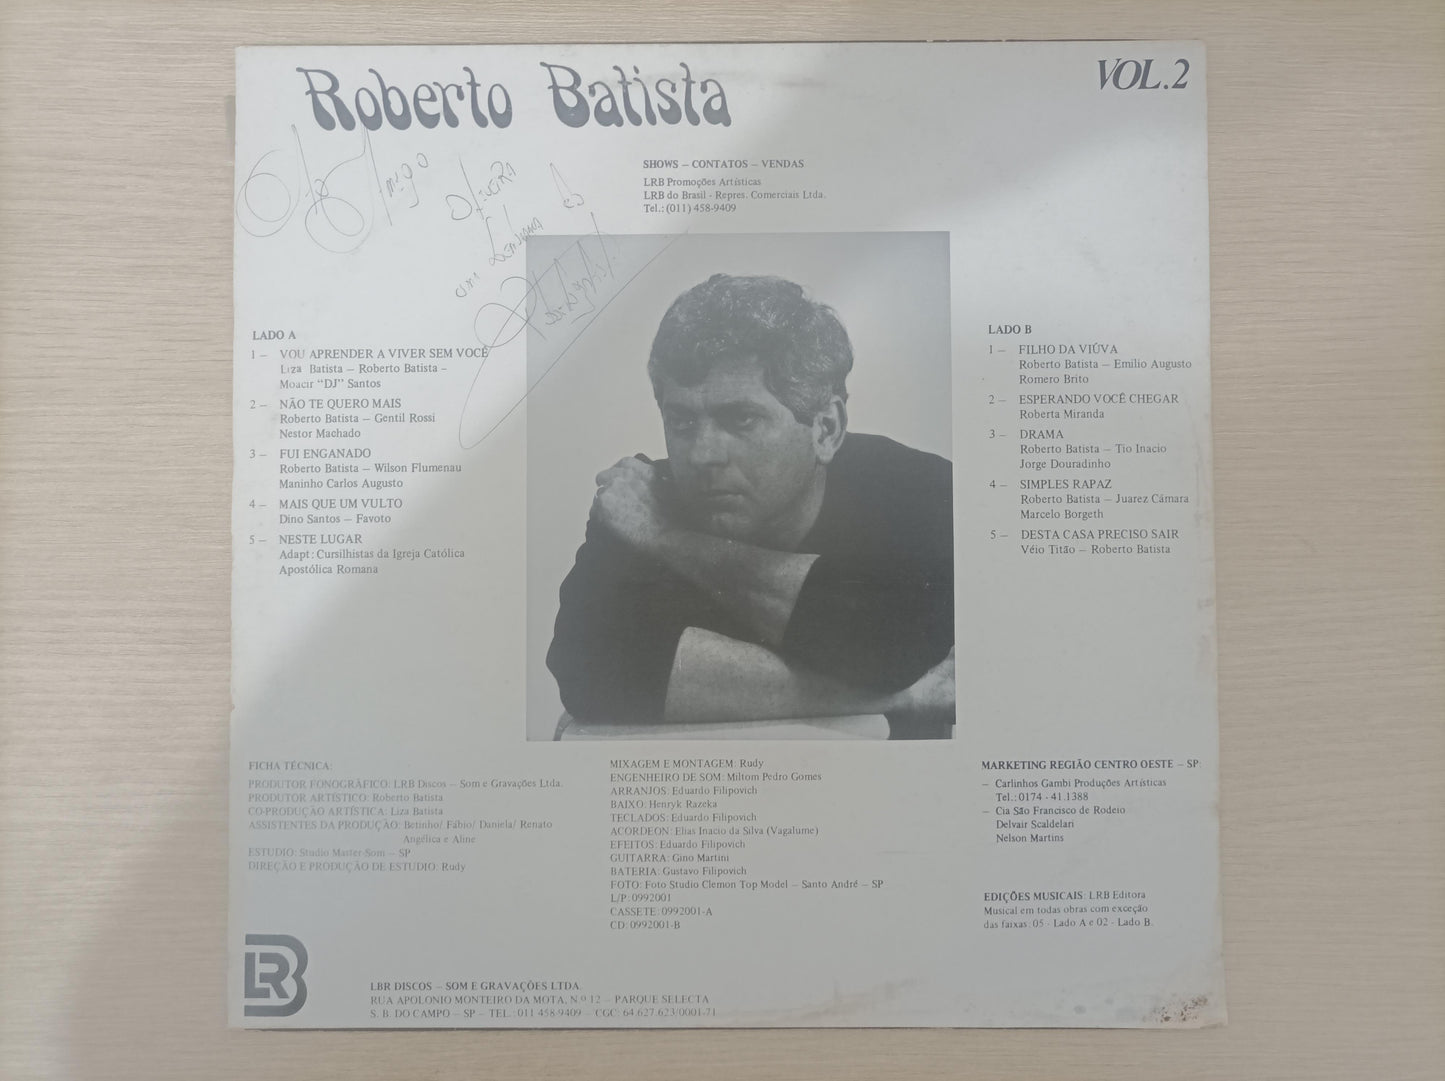 Roberto Batista
VOL.2
Amigo
Oliveira
SHOWS – CONTATOS – VENDAS
LRB Promoções Artísticas
LRB do Brasil - Repres. Comerciais Ltda.
Tel.: (011) 458-9409
LADO A
1 – VOU APRENDER A VIVER SEM VOCÊ
Liza Batista – Roberto Batista –
Moacir “DJ” Santos
2 – NÃO TE QUERO MAIS
Roberto Batista – Gentil Rossi
Nestor Machado
3 – FUI ENGANADO
Roberto Batista – Wilson Flumenau
Maninho Carlos Augusto
4 – MAIS QUE UM VULTO
Dino Santos – Favoto
5 – NESTE LUGAR
Adapt: Cursilhistas da Igreja Católica
Apostólica Romana
LADO B
1 – FILHO DA VIÚVA
Roberto Batista – Emilio Augusto
Romero Brito
2 – ESPERANDO VOCÊ CHEGAR
Roberta Miranda
3 – DRAMA
Roberto Batista – Tio Inacio
Jorge Douradinho
4 – SIMPLES RAPAZ
Roberto Batista – Juarez Câmara
Marcelo Borgeth
5 – DESTA CASA PRECISO SAIR
Véio Titão – Roberto Batista
FICHA TÉCNICA:
PRODUTOR FONOGRÁFICO: LRB Discos – Som e Gravações Ltda.
PRODUTOR ARTÍSTICO: Roberto Batista
CO-PRODUÇÃO ARTÍSTICA: Liza Batista
ASSISTENTES DA PRODUÇÃO: Betinho/ Fábio/ Daniela/ Renato
Angélica e Aline
ESTUDIO: Studio Master-Som – SP
DIREÇÃO E PRODUÇÃO DE ESTUDIO: Rudy
MIXAGEM E MONTAGEM: Rudy
ENGENHEIRO DE SOM: Miltom Pedro Gomes
ARRANJOS: Eduardo Filipovich
BAIXO: Henryk Razeka
TECLADOS: Eduardo Filipovich
ACORDEON: Elias Inacio da Silva (Vagalume)
EFEITOS: Eduardo Filipovich
GUITARRA: Gino Martini
BATERIA: Gustavo Filipovich
FOTO: Foto Studio Clemon Top Model – Santo André – SP
L/P: 0992001
CASSETE: 0992001-A
CD: 0992001-B
MARKETING REGIÃO CENTRO OESTE – SP:
– Carlinhos Gambi Produções Artísticas
Tel.: 0174 - 41.1388
– Cia São Francisco de Rodeio
Delvair Scaldelari
Nelson Martins
EDIÇÕES MUSICAIS: LRB Editora
Musical em todas obras com exceção
das faixas: 05 - Lado A e 02 - Lado B.
LRB
LBR DISCOS – SOM E GRAVAÇÕES LTDA.
RUA APOLONIO MONTEIRO DA MOTA, N.º 12 – PARQUE SELECTA
S. B. DO CAMPO – SP – TEL.: 011 458-9409 – CGC: 64.627.623/0001-71